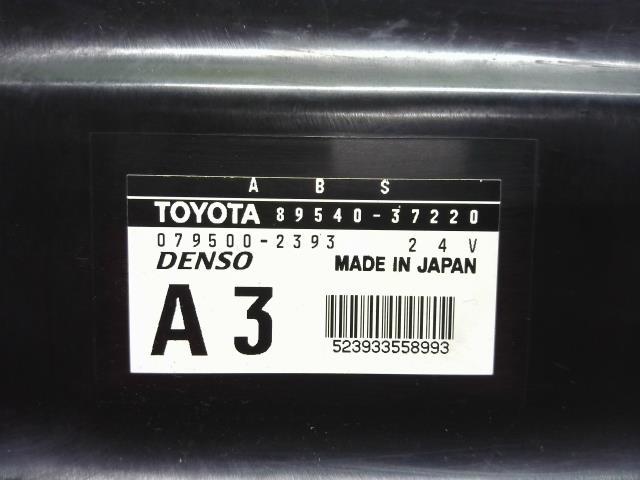 A B S
TOYOTA 89540-37220
079500-2393 24V
DENSO MADE IN JAPAN
A3
523933558993